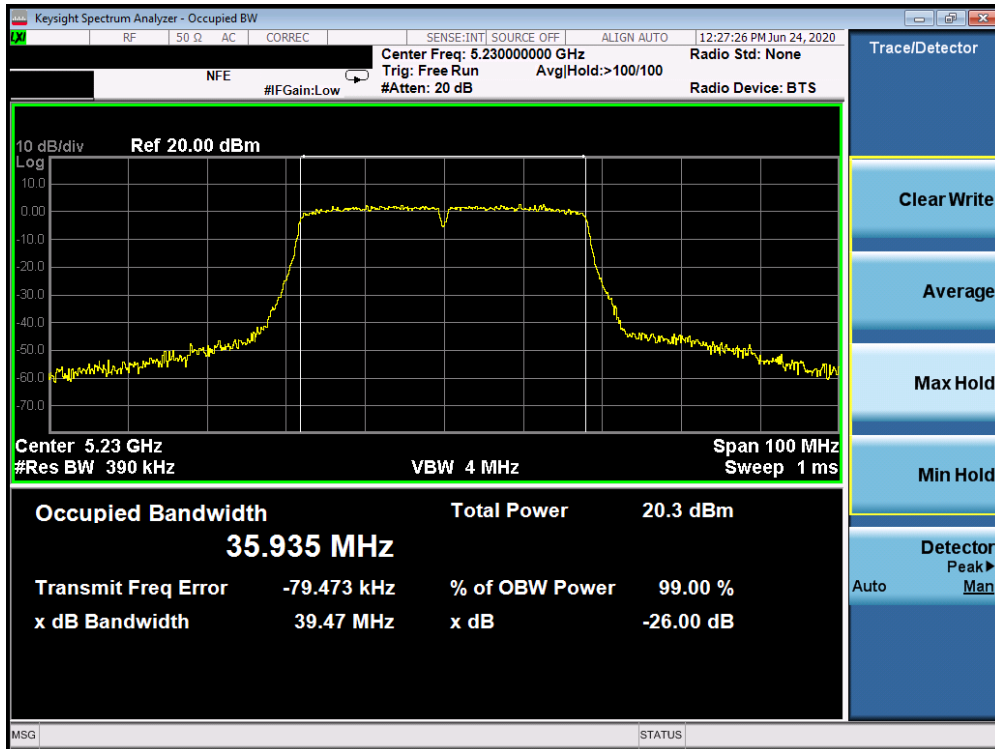 Keysight Spectrum Analyzer - Occupied BW
LXI RF 50 Ω AC CORREC SENSE:INT SOURCE OFF ALIGN AUTO 12:27:26 PM Jun 24, 2020
Center Freq: 5.230000000 GHz Radio Std: None
NFE Trig: Free Run Avg|Hold:>100/100
#IFGain:Low #Atten: 20 dB Radio Device: BTS
10 dB/div Ref 20.00 dBm
Log
10.0
0.00
-10.0
-20.0
-30.0
-40.0
-50.0
-60.0
-70.0
Center 5.23 GHz Span 100 MHz
#Res BW 390 kHz VBW 4 MHz Sweep 1 ms
Occupied Bandwidth Total Power 20.3 dBm
35.935 MHz
Transmit Freq Error -79.473 kHz % of OBW Power 99.00 %
x dB Bandwidth 39.47 MHz x dB -26.00 dB
MSG STATUS
Trace/Detector
Clear Write
Average
Max Hold
Min Hold
Detector
Peak▶
Auto Man